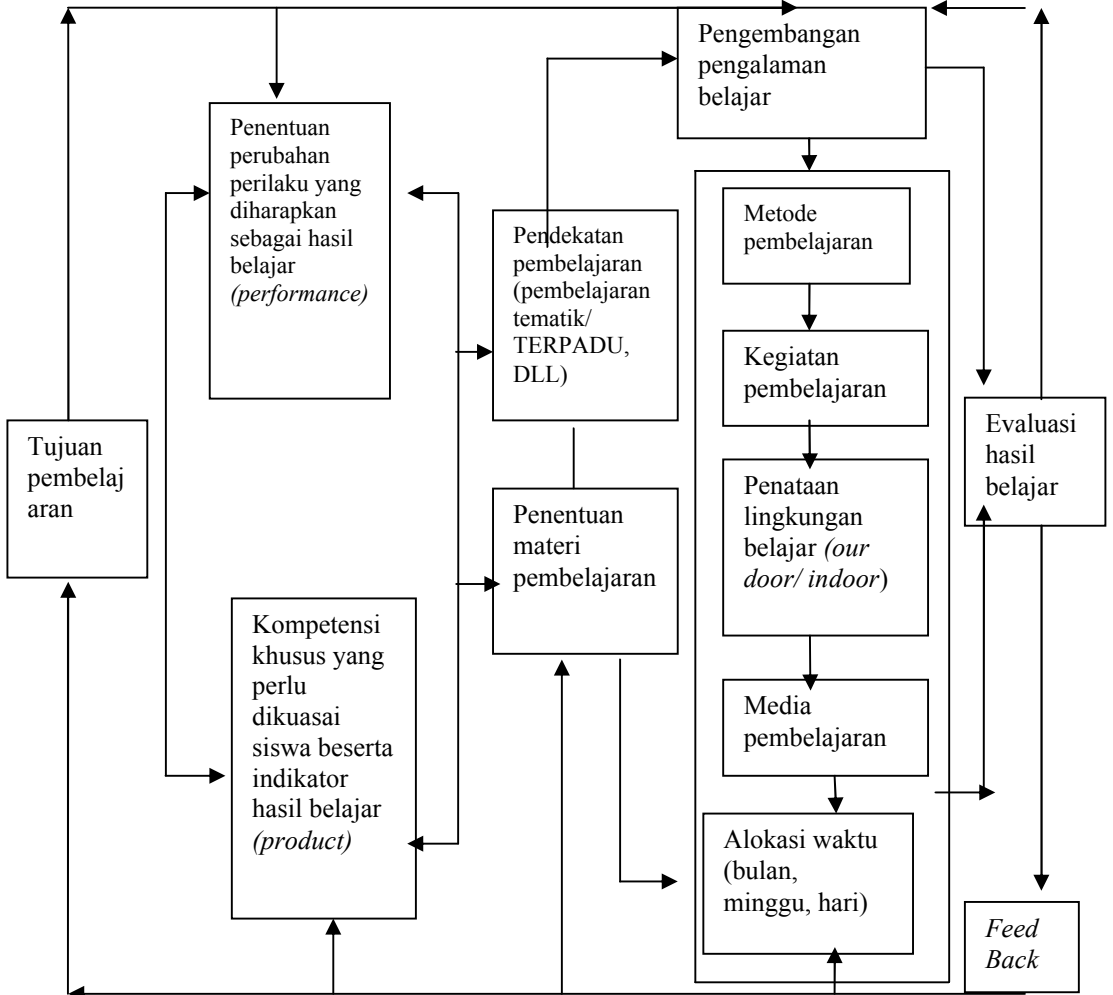 Pengembangan
pengalaman
belajar
Penentuan
perubahan
perilaku yang
diharapkan
sebagai hasil
belajar
(performance)
Pendekatan
pembelajaran
(pembelajaran
tematik/
TERPADU,
DLL)
Metode
pembelajaran
Kegiatan
pembelajaran
Tujuan
pembelaj
aran
Evaluasi
hasil
belajar
Penentuan
materi
pembelajaran
Penataan
lingkungan
belajar (our
door/ indoor)
Kompetensi
khusus yang
perlu
dikuasai
siswa beserta
indikator
hasil belajar
(product)
Media
pembelajaran
Alokasi waktu
(bulan,
minggu, hari)
Feed
Back